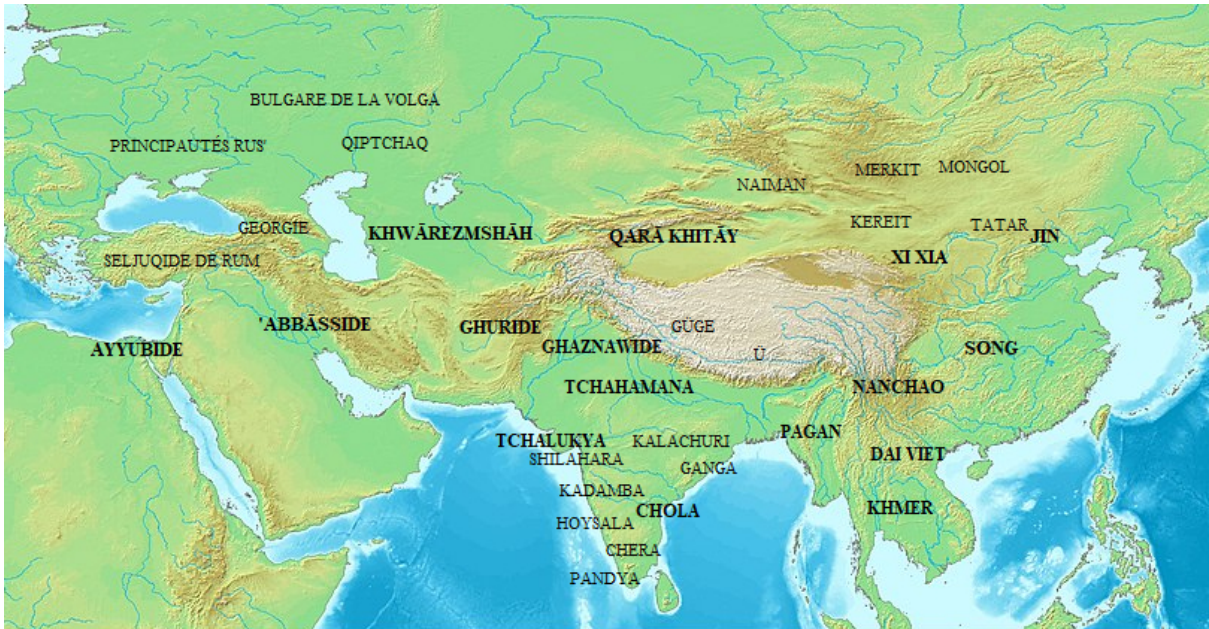 BULGARE DE LA VOLGA
PRINCIPAUTÉS RUS'
QIPTCHAQ
MERKIT
MONGOL
NAIMAN
GEORGIE
KHWĀREZMSHĀH
QARĀ KHITĀY
KEREIT
TATAR
JIN
SELJUQIDE DE RUM
XI XIA
'ABBĀSSIDE
GHURIDE
GÜGE
AYYUBIDE
GHAZNAWIDE
Ü
SONG
TCHAHAMANA
NANCHAO
TCHALUKYA
KALACHURI
PAGAN
SHILAHARA
GANGA
DAI VIET
KADAMBA
CHOLA
KHMER
HOYSALA
CHERA
PANDYA